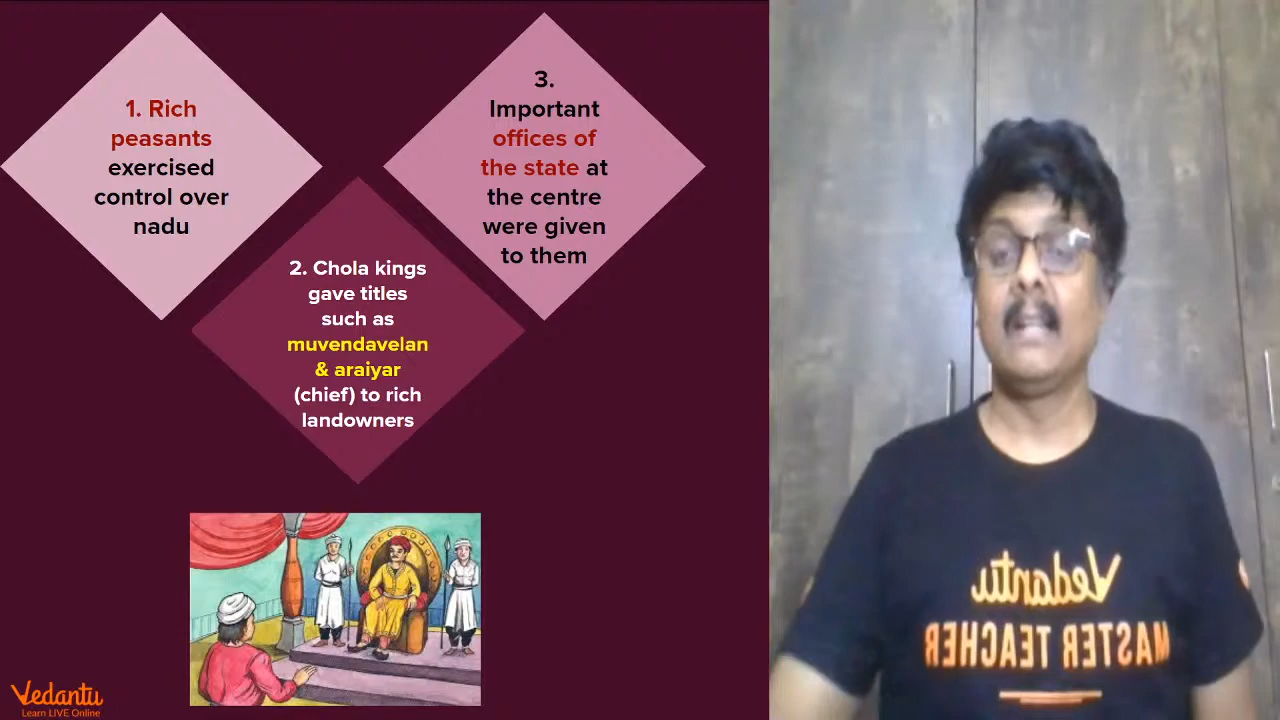 1. Rich
peasants
exercised
control over
nadu
2. Chola kings
gave titles
such as
muvendavelan
& araiyar
(chief) to rich
landowners
3.
Important
offices of
the state at
the centre
were given
to them
Vedantu
Learn LIVE Online
Vedantu
MASTER TEACHER